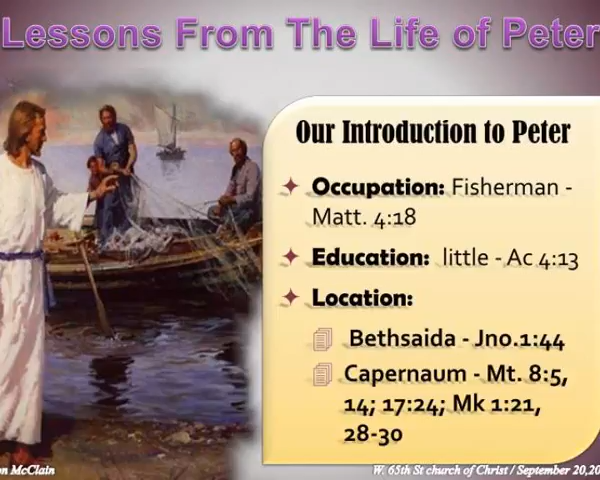 Lessons From The Life of Peter
Our Introduction to Peter
Occupation: Fisherman -
Matt. 4:18
Education: little - Ac 4:13
Location:
Bethsaida - Jno.1:44
Capernaum - Mt. 8:5,
14; 17:24; Mk 1:21,
28-30
McClain
W. 65th St church of Christ / September 20,